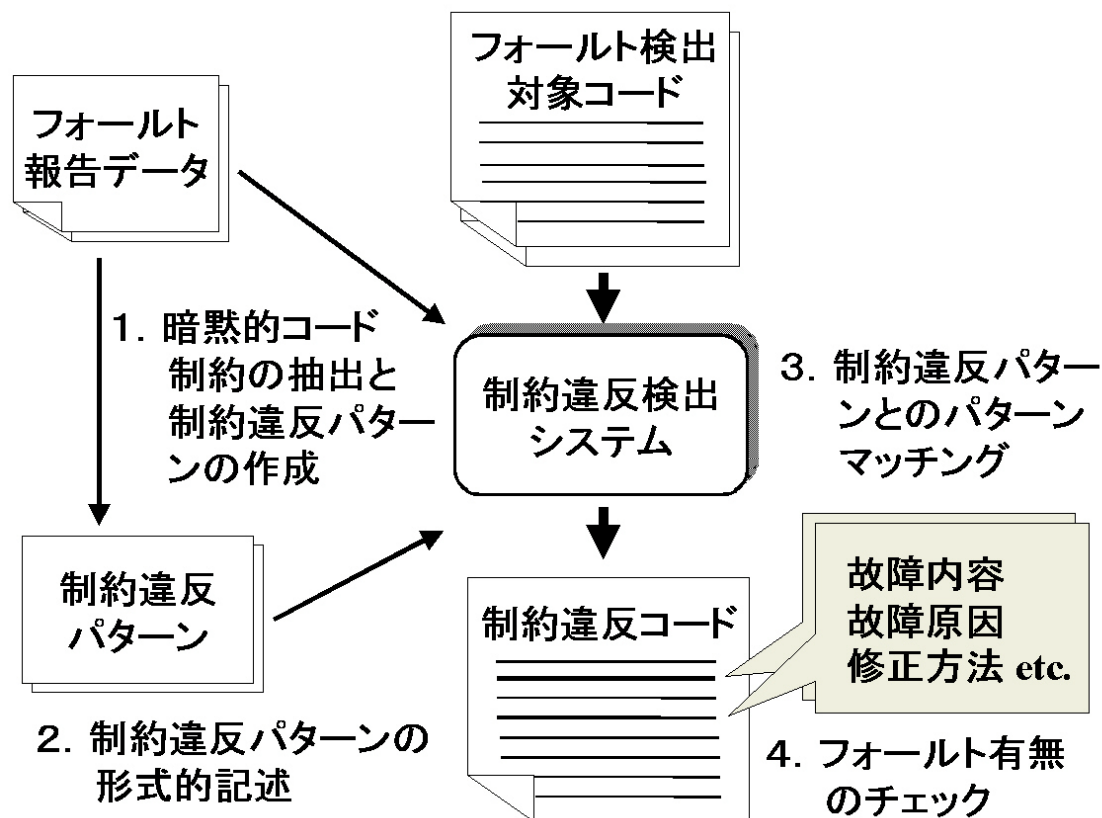 フォールト検出
対象コード
フォールト
報告データ
1. 暗黙的コード
制約の抽出と
制約違反パター
ンの作成
制約違反検出
システム
3. 制約違反パター
ンとのパターン
マッチング
制約違反
パターン
2. 制約違反パターンの
形式的記述
制約違反コード
故障内容
故障原因
修正方法 etc.
4. フォールト有無
のチェック